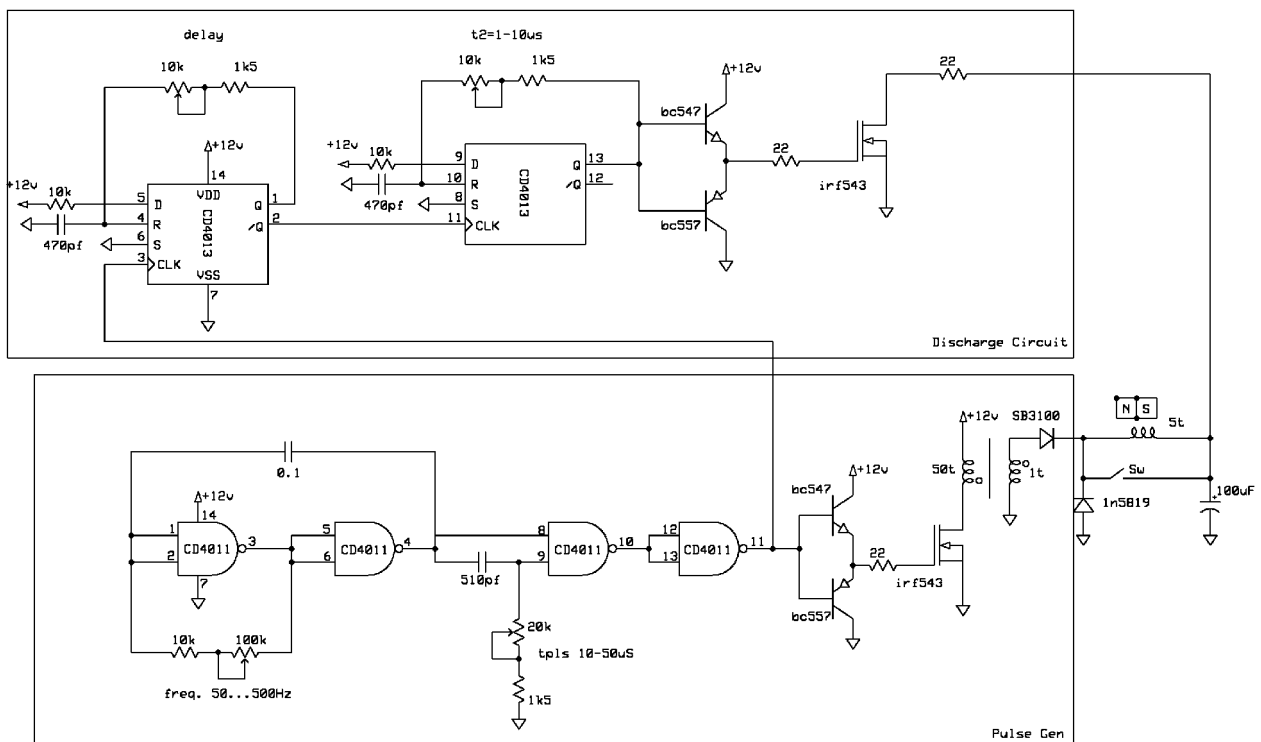 delay
10k
1k5
+12v
14
VDD
+12v
10k
5
D
Q
1
4
R
CD4013
/Q
2
470pf
6
S
3
CLK
VSS
7
t2=1-10us
10k
1k5
+12v
10k
9
D
Q
13
10
R
CD4013
/Q
12
470pf
8
S
11
CLK
+12v
bc547
bc557
22
irf543
22
Discharge Circuit
0.1
+12v
14
1
2
CD4011
3
7
5
6
CD4011
4
10k
100k
freq. 50...500Hz
510pf
8
9
CD4011
10
20k
tpls 10-50uS
1k5
12
13
CD4011
11
+12v
bc547
bc557
22
irf543
+12v
50t
1t
SB3100
N S
5t
Sw
1n5819
+
100uF
Pulse Gen